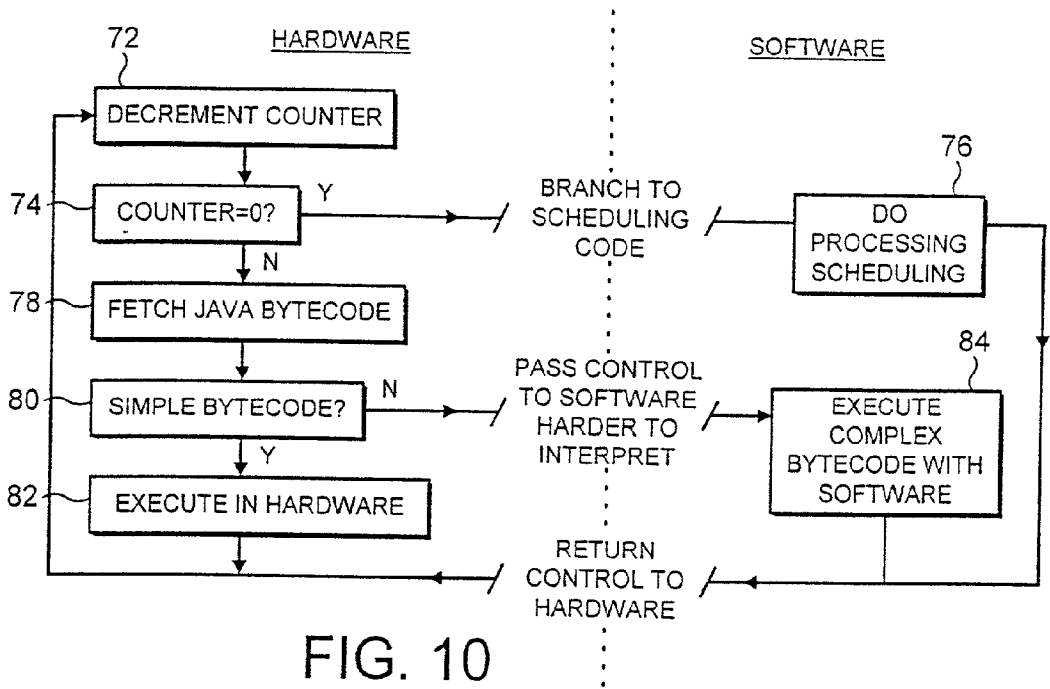 HARDWARE
SOFTWARE
72
DECREMENT COUNTER
74
COUNTER=0?
Y
BRANCH TO
SCHEDULING
CODE
76
DO
PROCESSING
SCHEDULING
N
78
FETCH JAVA BYTECODE
80
SIMPLE BYTECODE?
N
PASS CONTROL
TO SOFTWARE
HARDER TO
INTERPRET
84
EXECUTE
COMPLEX
BYTECODE WITH
SOFTWARE
Y
82
EXECUTE IN HARDWARE
RETURN
CONTROL TO
HARDWARE
FIG. 10